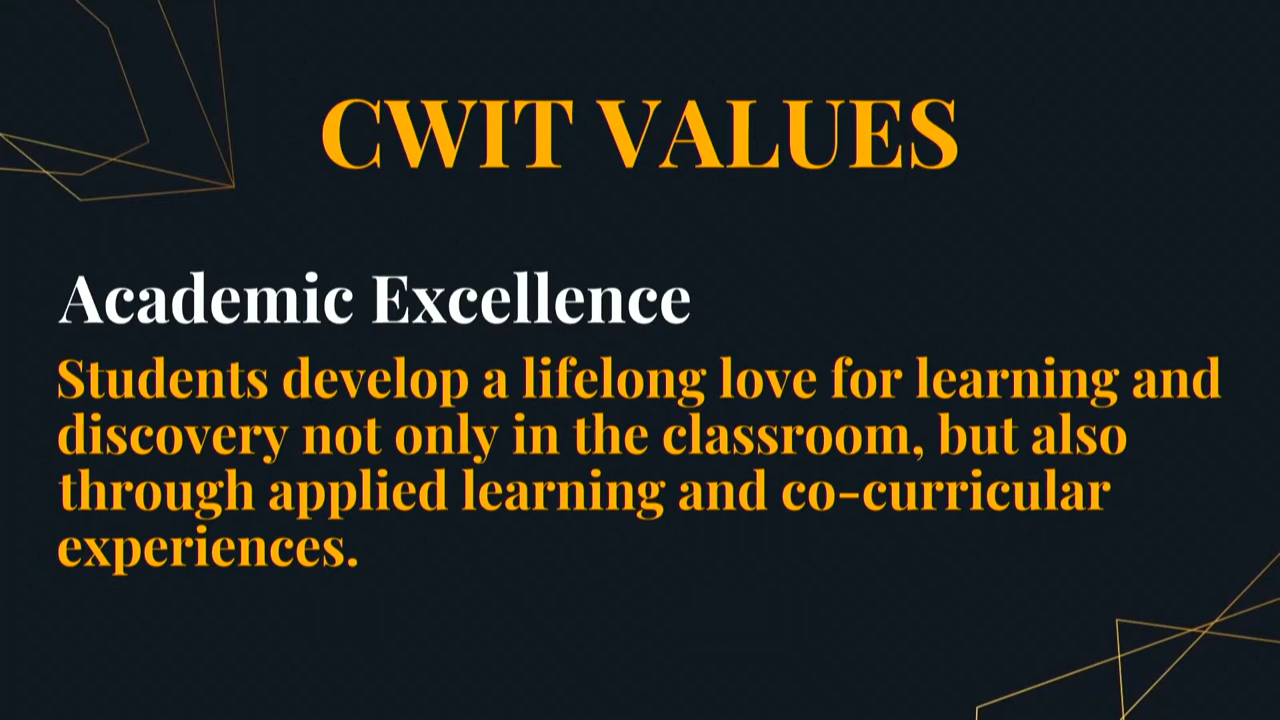 CWIT VALUES
Academic Excellence
Students develop a lifelong love for learning and
discovery not only in the classroom, but also
through applied learning and co-curricular
experiences.